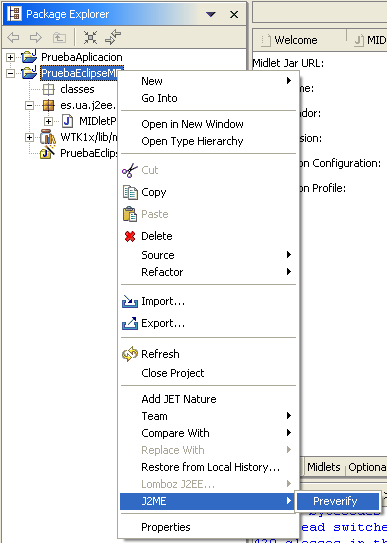 Package Explorer
Welcome
MID
PruebaAplicacion
PruebaEclipseMI
Midlet Jar URL:
classes
es.ua.j2ee.
MIDletP
WTK1x/lib/m
PruebaEclips
me:
dor:
sion:
on Configuration:
on Profile:
New
Go Into
Open in New Window
Open Type Hierarchy
Cut
Copy
Paste
Delete
Source
Refactor
Import...
Export...
Refresh
Close Project
Add JET Nature
Team
Compare With
Replace With
Restore from Local History...
Lomboz J2EE...
J2ME
Properties
Preverify
Midlets
Optional
ead switche